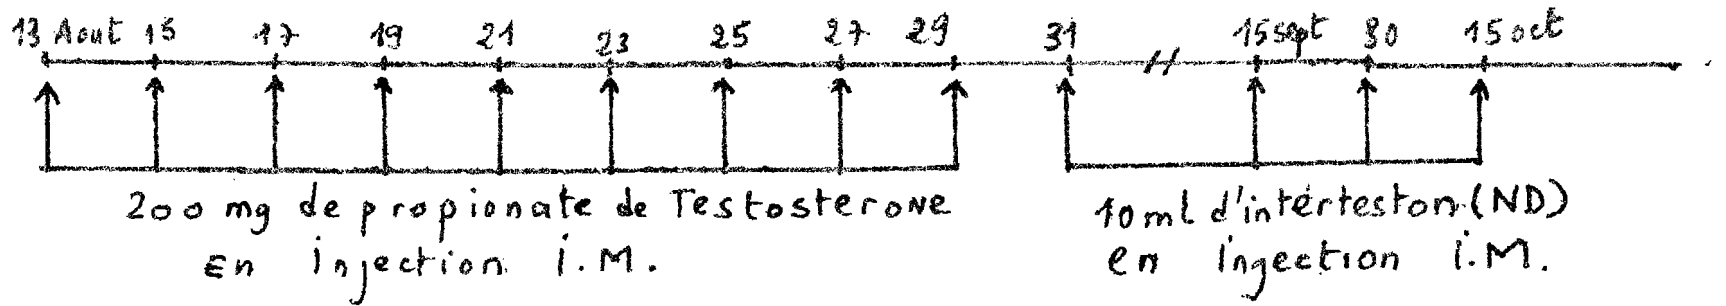 13 Aout 15 17 19 21 23 25 27 29 31 // 15 sept 30 15 oct
200 mg de propionate de Testosterone
En injection i.M.
10 ml d'intérteston (ND)
en ingection i.M.